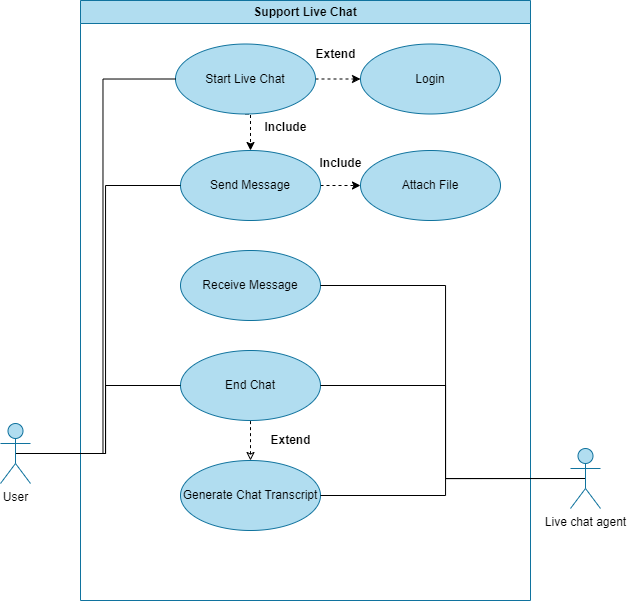 Support Live Chat
Extend
Start Live Chat
Login
Include
Include
Send Message
Attach File
Receive Message
End Chat
Extend
Generate Chat Transcript
User
Live chat agent